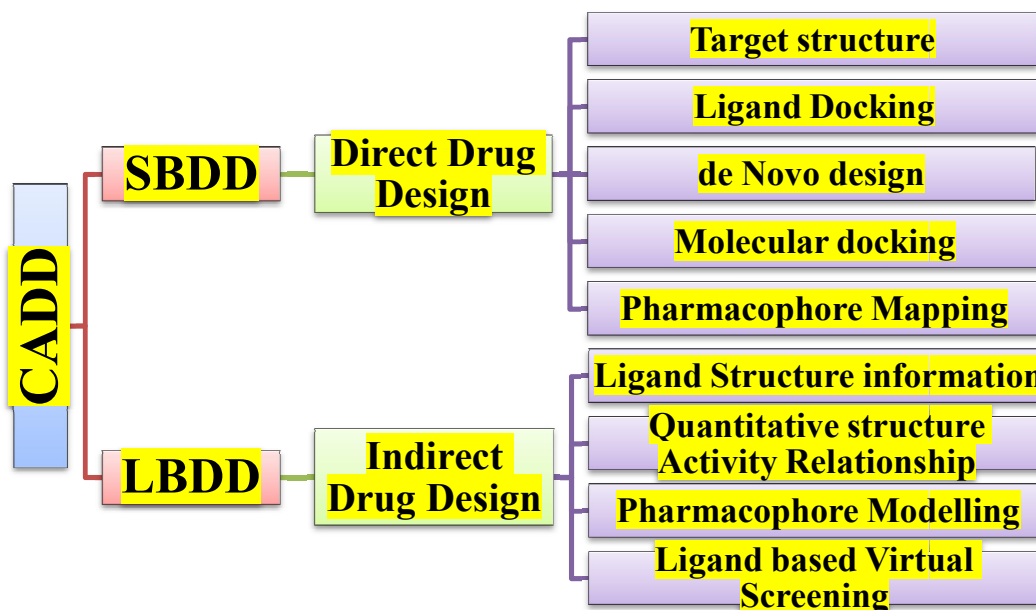 CADD
SBDD
Direct Drug
Design
Target structure
Ligand Docking
de Novo design
Molecular docking
Pharmacophore Mapping
LBDD
Indirect
Drug Design
Ligand Structure information
Quantitative structure
Activity Relationship
Pharmacophore Modelling
Ligand based Virtual
Screening